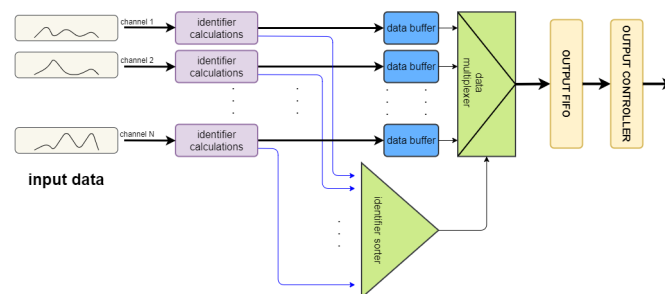 channel 1
identifier
calculations
data buffer
channel 2
identifier
calculations
data buffer
channel N
identifier
calculations
data buffer
data
multiplexer
OUTPUT FIFO
OUTPUT CONTROLLER
input data
identifier sorter